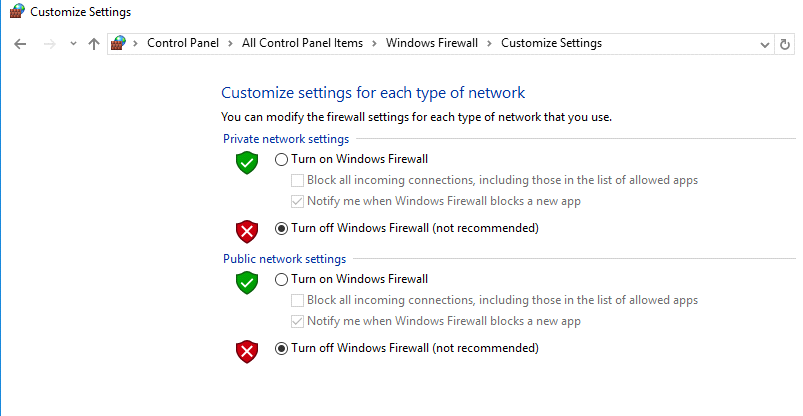 Customize Settings
Control Panel > All Control Panel Items > Windows Firewall > Customize Settings
Customize settings for each type of network
You can modify the firewall settings for each type of network that you use.
Private network settings
Turn on Windows Firewall
Block all incoming connections, including those in the list of allowed apps
Notify me when Windows Firewall blocks a new app
Turn off Windows Firewall (not recommended)
Public network settings
Turn on Windows Firewall
Block all incoming connections, including those in the list of allowed apps
Notify me when Windows Firewall blocks a new app
Turn off Windows Firewall (not recommended)